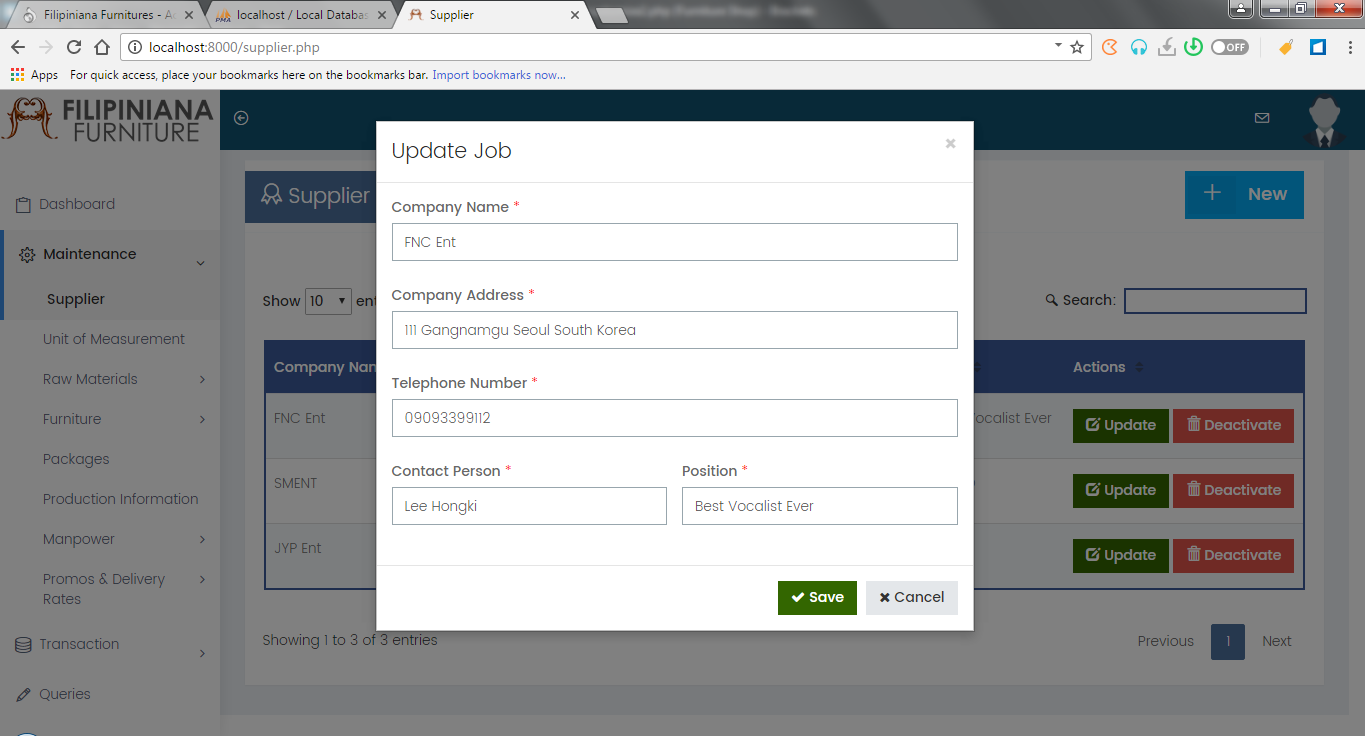 Filipiniana Furnitures - Ac
localhost / Local Databas
Supplier
localhost:8000/supplier.php
OFF
Apps For quick access, place your bookmarks here on the bookmarks bar. Import bookmarks now...
FILIPINIANA
FURNITURE
Dashboard
Maintenance
Supplier
Unit of Measurement
Raw Materials
Furniture
Packages
Production Information
Manpower
Promos & Delivery
Rates
Transaction
Queries
Supplier
New
Show 10 ent
Search:
Company Nam
Actions
FNC Ent
Vocalist Ever
Update
Deactivate
SMENT
Update
Deactivate
JYP Ent
Update
Deactivate
Showing 1 to 3 of 3 entries
Previous 1 Next
Update Job
Company Name *
FNC Ent
Company Address *
111 Gangnamgu Seoul South Korea
Telephone Number *
09093399112
Contact Person *
Position *
Lee Hongki
Best Vocalist Ever
Save
Cancel